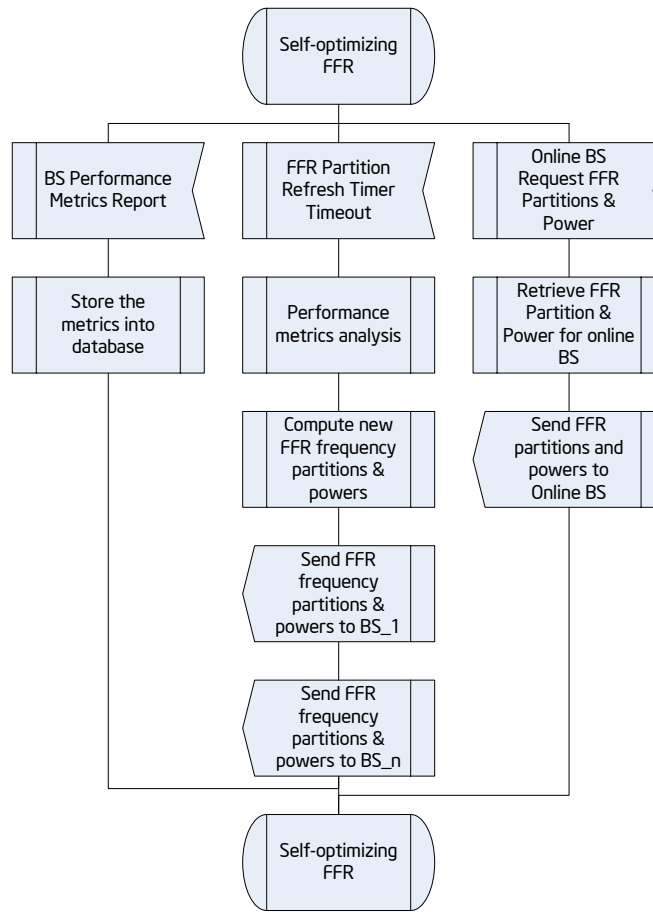 Self-optimizing
FFR
BS Performance
Metrics Report
FFR Partition
Refresh Timer
Timeout
Online BS
Request FFR
Partitions &
Power
Store the
metrics into
database
Performance
metrics analysis
Retrieve FFR
Partition &
Power for online
BS
Compute new
FFR frequency
partitions &
powers
Send FFR
partitions and
powers to
Online BS
Send FFR
frequency
partitions &
powers to BS_1
Send FFR
frequency
partitions &
powers to BS_n
Self-optimizing
FFR